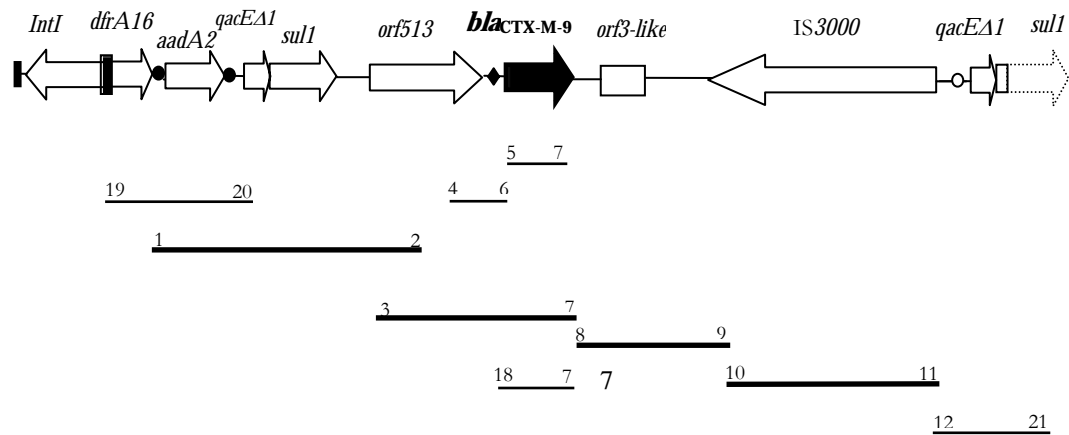 IntI dfrA16 aadA2 qacEΔ1 sul1 orf513 blaCTX-M-9 orf3-like IS3000 qacEΔ1 sul1
5 7
19 20 4 6
1 2
3 7
8 9
18 7 7
10 11
12 21